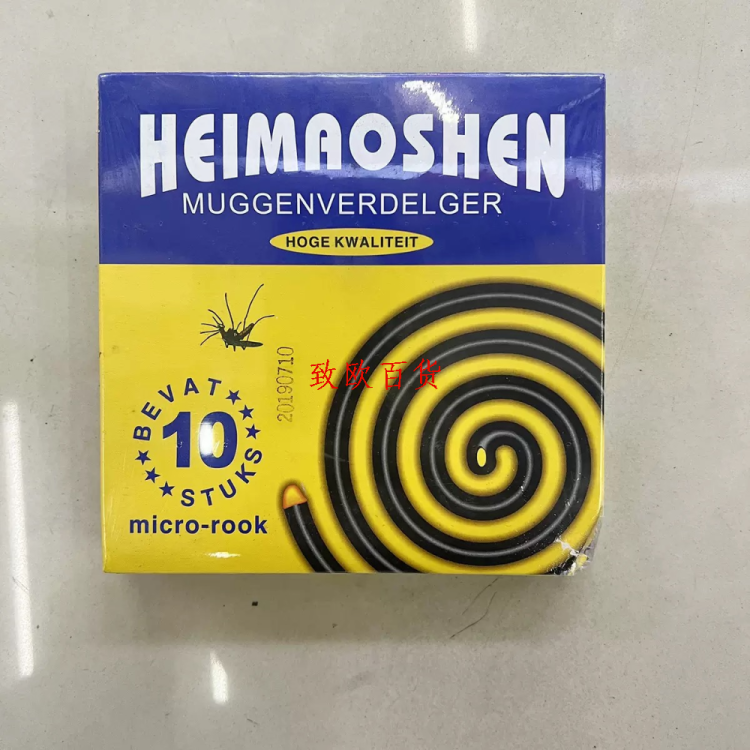 HEIMAOSHEN
MUGGENVERDELGER
HOGE KWALITEIT
20190710
致欧百货
BEVAT
10
STUKS
micro-rook